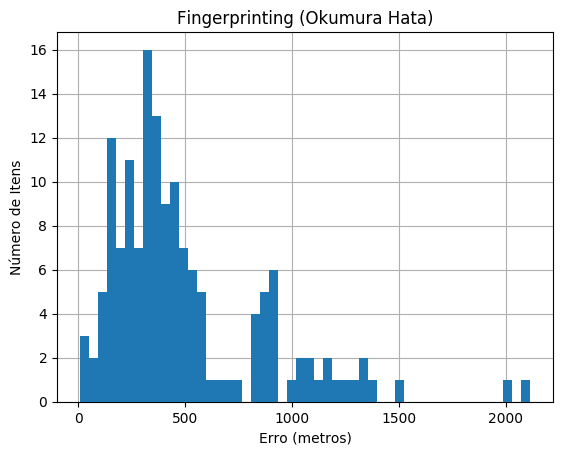 Fingerprinting (Okumura Hata)
16
14
12
10
8
6
4
2
0
Número de Itens
0 500 1000 1500 2000
Erro (metros)